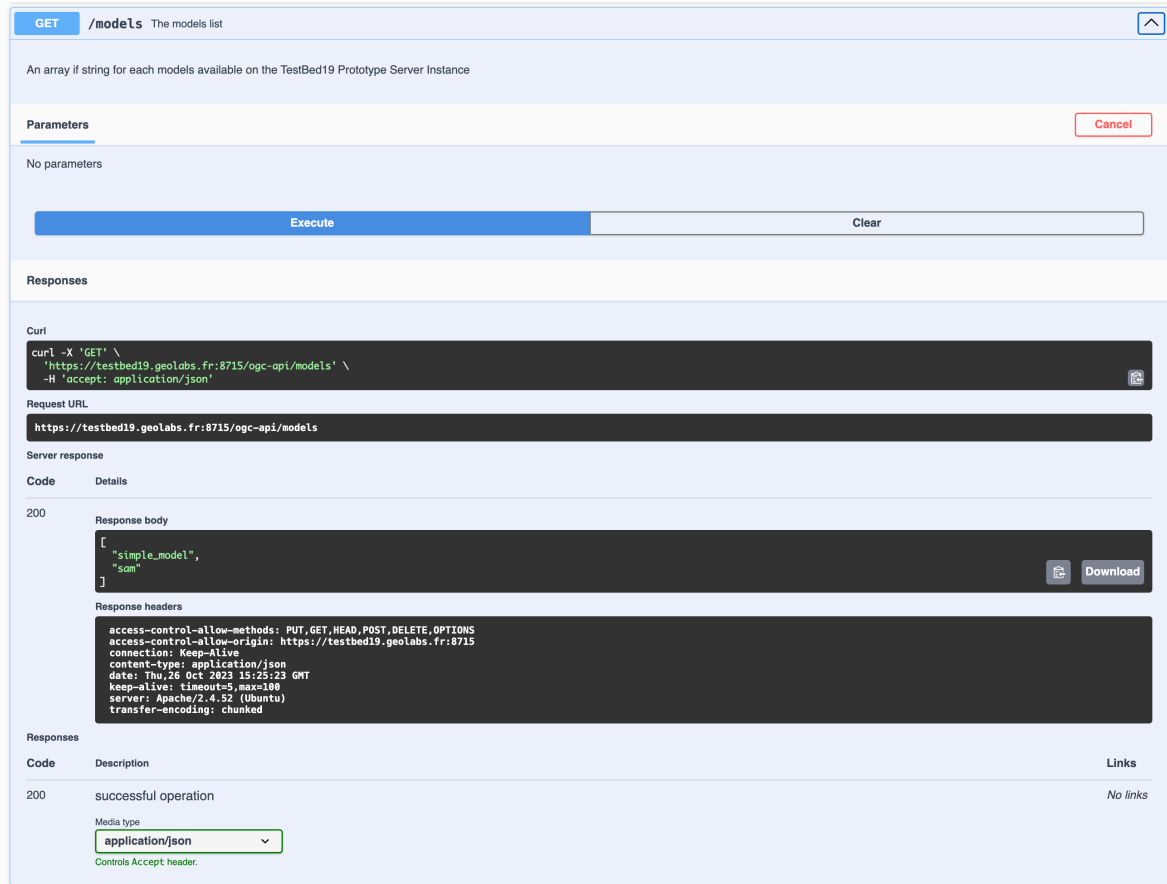 GET /models The models list
An array if string for each models available on the TestBed19 Prototype Server Instance
Parameters
Cancel
No parameters
Execute
Clear
Responses
Curl
curl -X 'GET' \
'https://testbed19.geolabs.fr:8715/ogc-api/models' \
-H 'accept: application/json'
Request URL
https://testbed19.geolabs.fr:8715/ogc-api/models
Server response
Code Details
200
Response body
[
"simple_model",
"sam"
]
Download
Response headers
access-control-allow-methods: PUT,GET,HEAD,POST,DELETE,OPTIONS
access-control-allow-origin: https://testbed19.geolabs.fr:8715
connection: Keep-Alive
content-type: application/json
date: Thu,26 Oct 2023 15:25:23 GMT
keep-alive: timeout=5,max=100
server: Apache/2.4.52 (Ubuntu)
transfer-encoding: chunked
Responses
Code Description Links
200 successful operation No links
Media type
application/json
Controls Accept header.